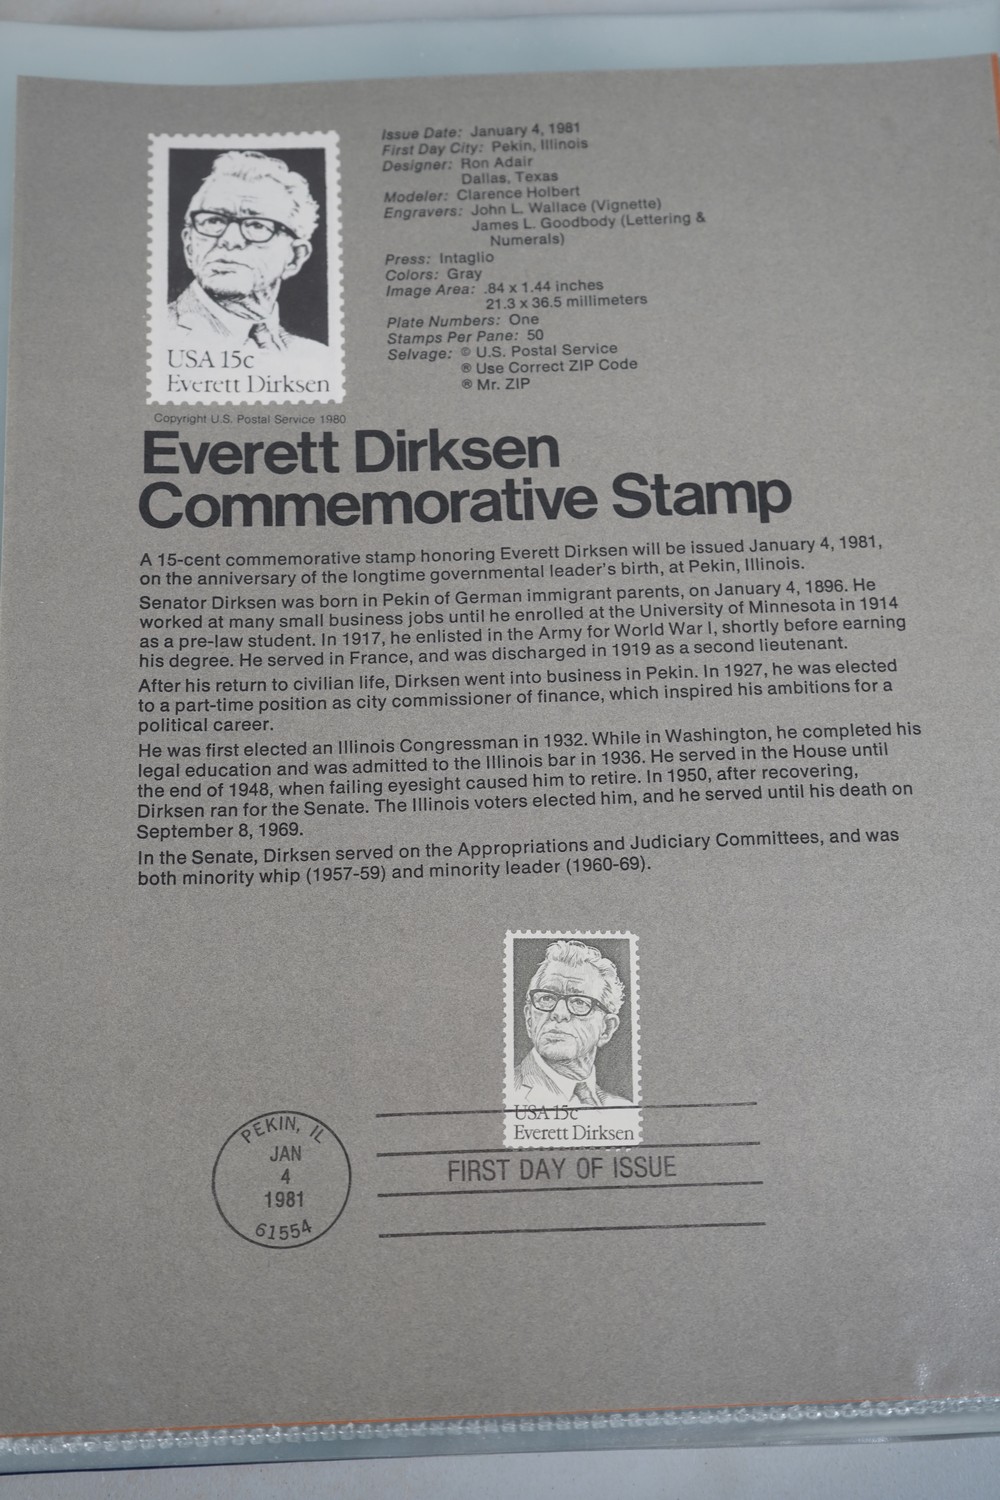 USA 15c
Everett Dirksen
Copyright U.S. Postal Service 1980
Issue Date: January 4, 1981
First Day City: Pekin, Illinois
Designer: Ron Adair
Dallas, Texas
Modeler: Clarence Holbert
Engravers: John L. Wallace (Vignette)
James L. Goodbody (Lettering &
Numerals)
Press: Intaglio
Colors: Gray
Image Area: .84 x 1.44 inches
21.3 x 36.5 millimeters
Plate Numbers: One
Stamps Per Pane: 50
Selvage: © U.S. Postal Service
® Use Correct ZIP Code
® Mr. ZIP
Everett Dirksen
Commemorative Stamp
A 15-cent commemorative stamp honoring Everett Dirksen will be issued January 4, 1981,
on the anniversary of the longtime governmental leader's birth, at Pekin, Illinois.
Senator Dirksen was born in Pekin of German immigrant parents, on January 4, 1896. He
worked at many small business jobs until he enrolled at the University of Minnesota in 1914
as a pre-law student. In 1917, he enlisted in the Army for World War I, shortly before earning
his degree. He served in France, and was discharged in 1919 as a second lieutenant.
After his return to civilian life, Dirksen went into business in Pekin. In 1927, he was elected
to a part-time position as city commissioner of finance, which inspired his ambitions for a
political career.
He was first elected an Illinois Congressman in 1932. While in Washington, he completed his
legal education and was admitted to the Illinois bar in 1936. He served in the House until
the end of 1948, when failing eyesight caused him to retire. In 1950, after recovering,
Dirksen ran for the Senate. The Illinois voters elected him, and he served until his death on
September 8, 1969.
In the Senate, Dirksen served on the Appropriations and Judiciary Committees, and was
both minority whip (1957-59) and minority leader (1960-69).
USA 15c
Everett Dirksen
PEKIN, IL
JAN
4
1981
61554
FIRST DAY OF ISSUE